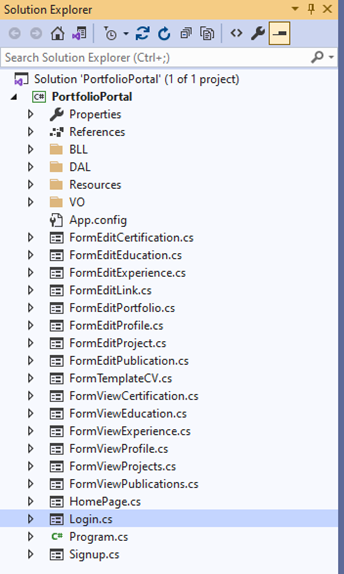 Solution Explorer
Search Solution Explorer (Ctrl+;)
Solution 'PortfolioPortal' (1 of 1 project)
C# PortfolioPortal
Properties
References
BLL
DAL
Resources
VO
App.config
FormEditCertification.cs
FormEditEducation.cs
FormEditExperience.cs
FormEditLink.cs
FormEditPortfolio.cs
FormEditProfile.cs
FormEditProject.cs
FormEditPublication.cs
FormTemplateCV.cs
FormViewCertification.cs
FormViewEducation.cs
FormViewExperience.cs
FormViewProfile.cs
FormViewProjects.cs
FormViewPublications.cs
HomePage.cs
Login.cs
C# Program.cs
Signup.cs